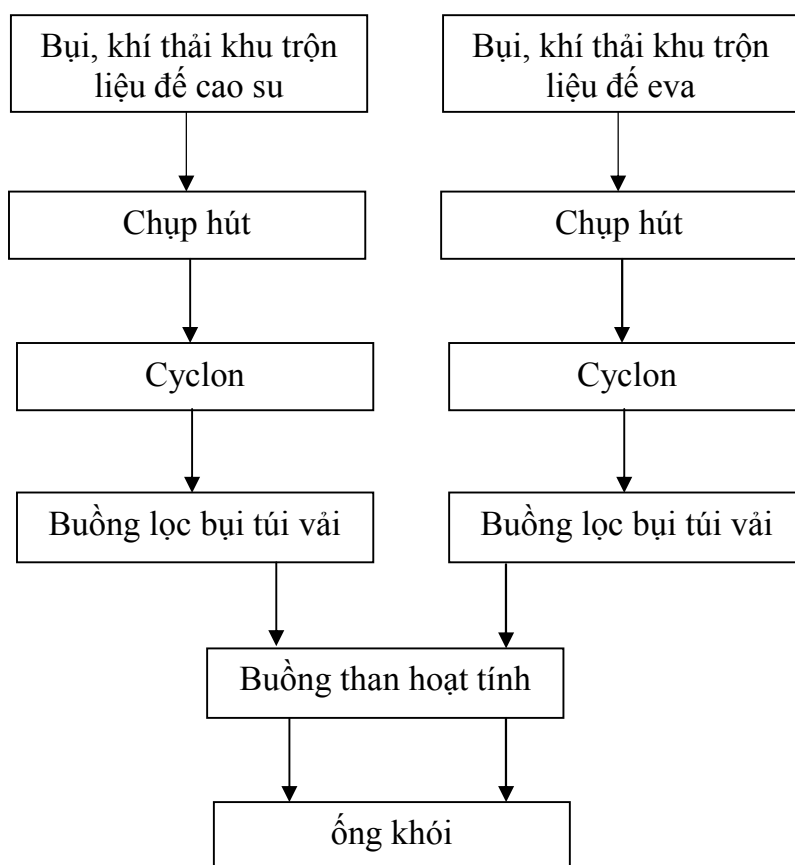 Bụi, khí thải khu trộn
liệu đế cao su
Bụi, khí thải khu trộn
liệu đế eva
Chụp hút
Chụp hút
Cyclon
Cyclon
Buồng lọc bụi túi vải
Buồng lọc bụi túi vải
Buồng than hoạt tính
ống khói